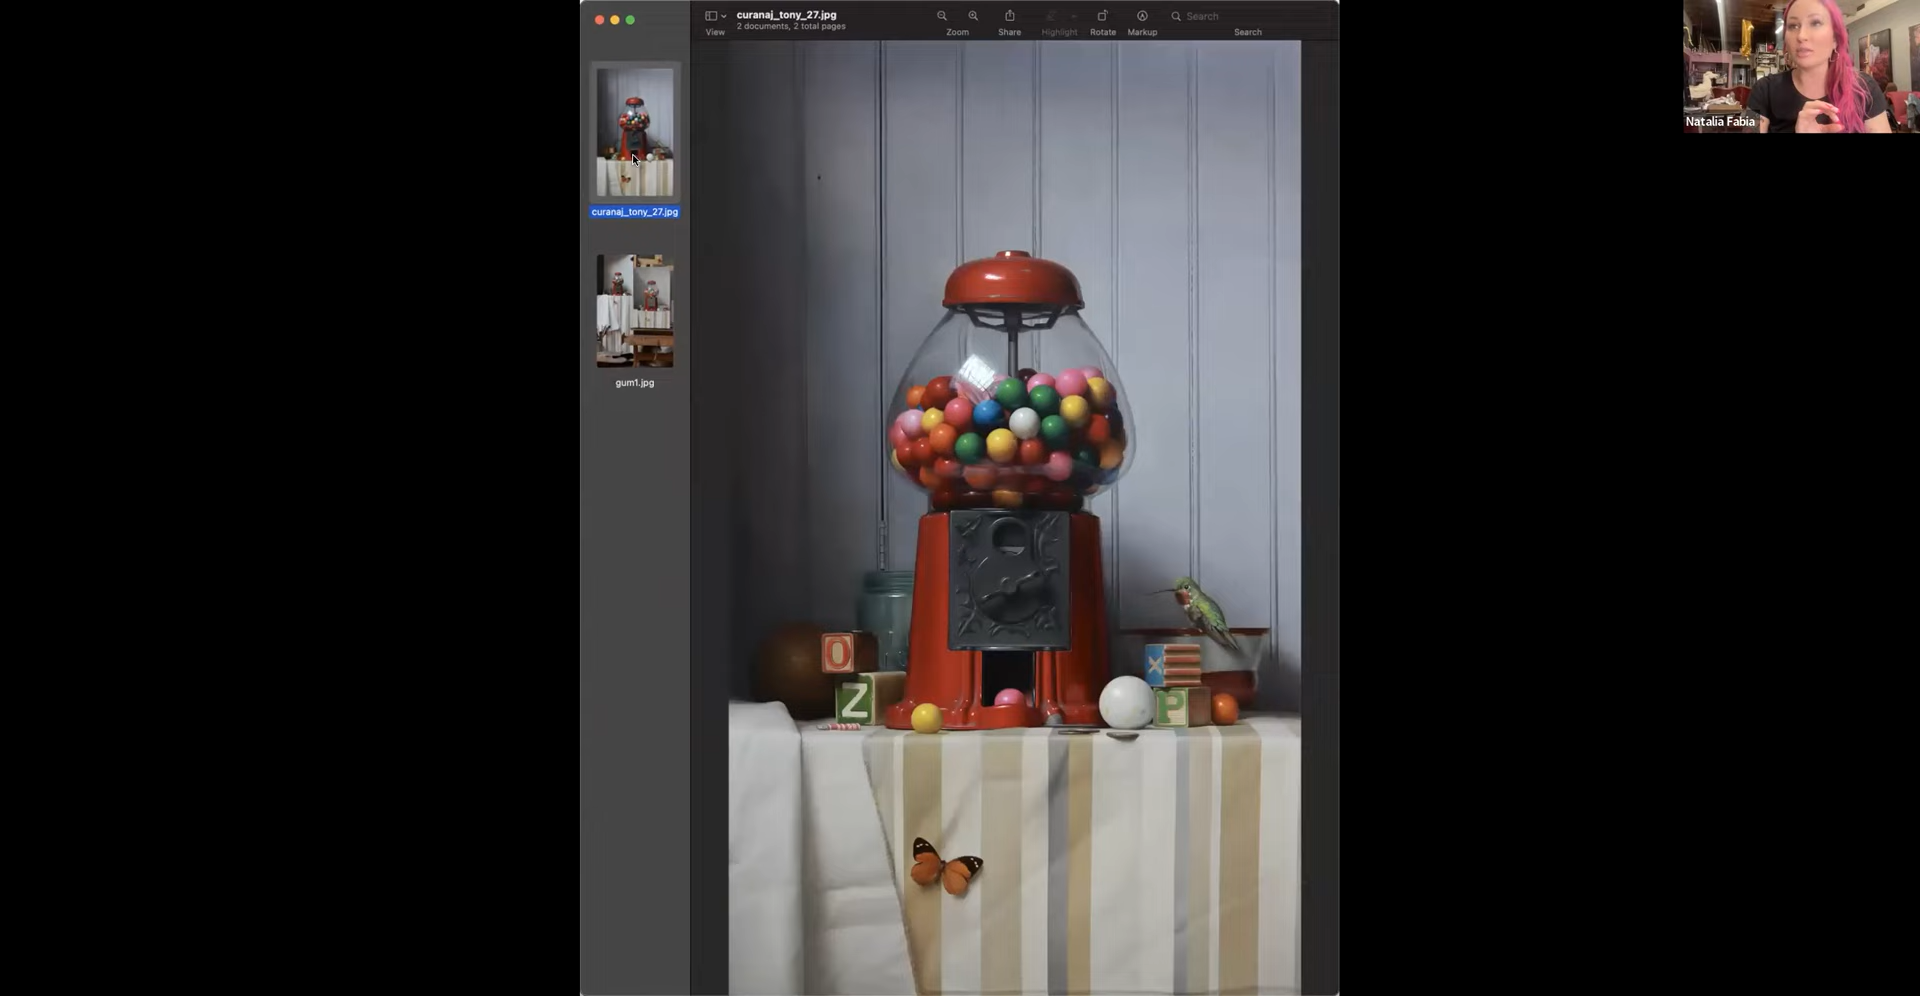 curanaj_tony_27.jpg
2 documents, 2 total pages
View
Zoom
Share
Highlight
Rotate
Markup
Search
Search
curanaj_tony_27.jpg
gum1.jpg
O
Z
X
P
Natalia Fabia